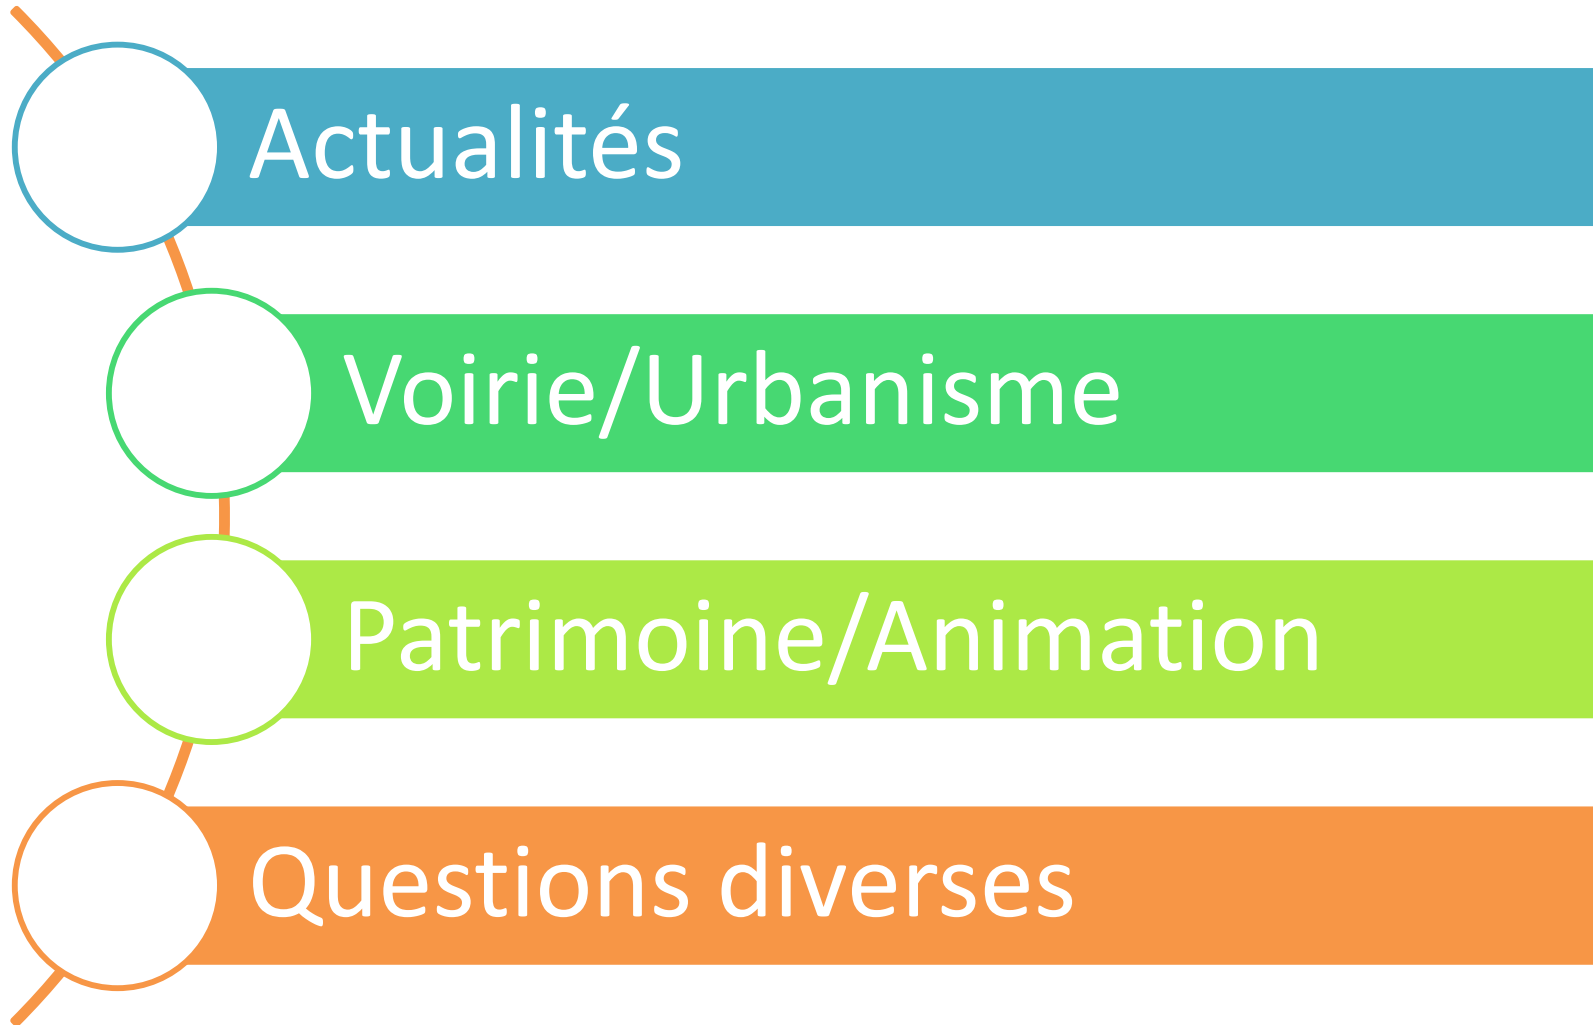 Actualités
Voirie/Urbanisme
Patrimoine/Animation
Questions diverses